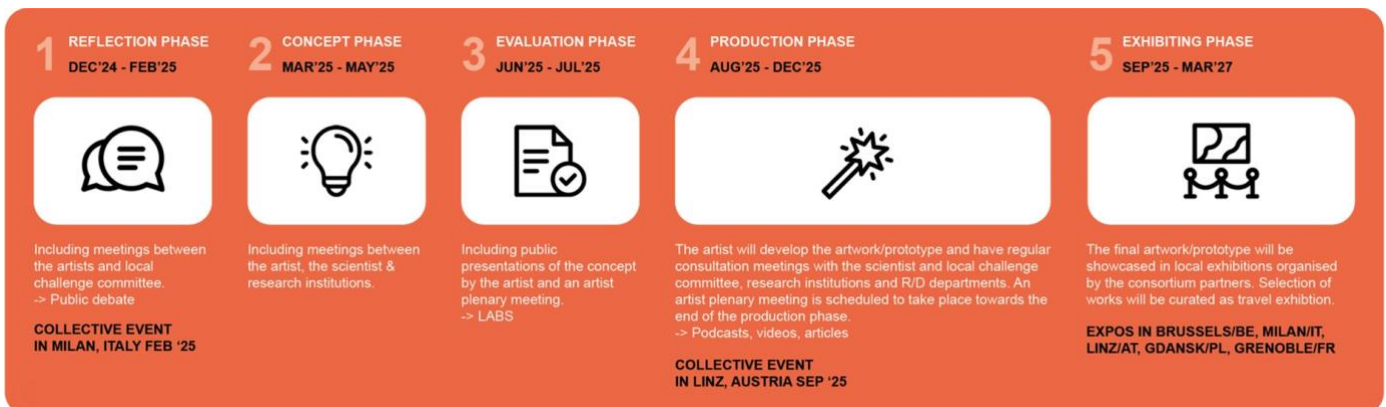 1 REFLECTION PHASE
DEC'24 - FEB'25
Including meetings between
the artists and local
challenge committee.
-> Public debate
COLLECTIVE EVENT
IN MILAN, ITALY FEB ‘25
2 CONCEPT PHASE
MAR'25 - MAY'25
Including meetings between
the artist, the scientist &
research institutions.
3 EVALUATION PHASE
JUN'25 - JUL'25
Including public
presentations of the concept
by the artist and an artist
plenary meeting.
-> LABS
4 PRODUCTION PHASE
AUG'25 - DEC'25
The artist will develop the artwork/prototype and have regular
consultation meetings with the scientist and local challenge
committee, research institutions and R/D departments. An
artist plenary meeting is scheduled to take place towards the
end of the production phase.
-> Podcasts, videos, articles
COLLECTIVE EVENT
IN LINZ, AUSTRIA SEP ‘25
5 EXHIBITING PHASE
SEP'25 - MAR'27
The final artwork/prototype will be
showcased in local exhibitions organised
by the consortium partners. Selection of
works will be curated as travel exhibtion.
EXPOS IN BRUSSELS/BE, MILAN/IT,
LINZ/AT, GDANSK/PL, GRENOBLE/FR